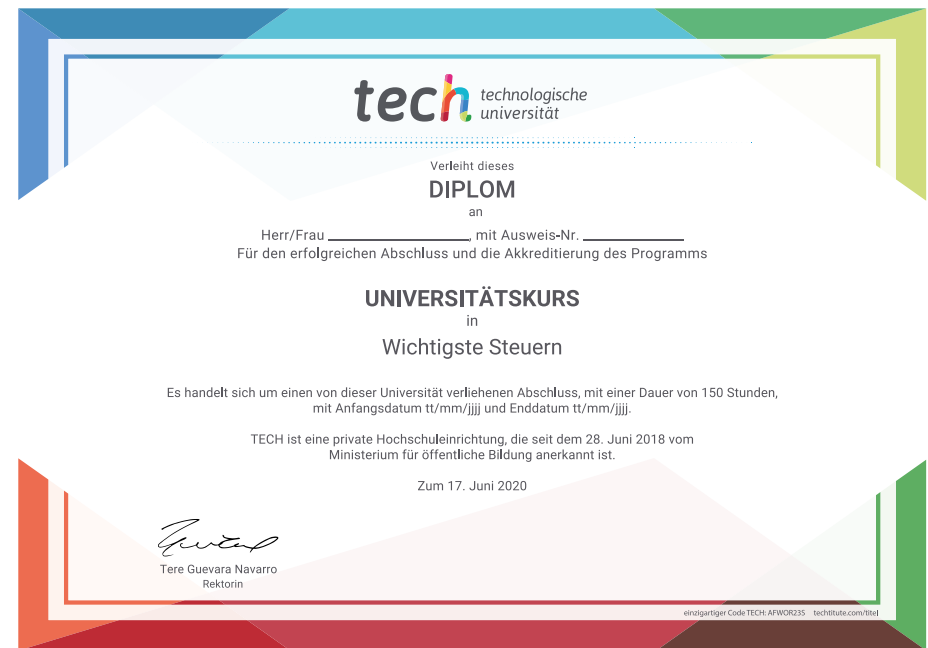 tech technologische
universität
Verleiht dieses
DIPLOM
an
Herr/Frau ____________________, mit Ausweis-Nr. ______________
Für den erfolgreichen Abschluss und die Akkreditierung des Programms
UNIVERSITÄTSKURS
in
Wichtigste Steuern
Es handelt sich um einen von dieser Universität verliehenen Abschluss, mit einer Dauer von 150 Stunden,
mit Anfangsdatum tt/mm/jjjj und Enddatum tt/mm/jjjj.
TECH ist eine private Hochschuleinrichtung, die seit dem 28. Juni 2018 vom
Ministerium für öffentliche Bildung anerkannt ist.
Zum 17. Juni 2020
Tere Guevara Navarro
Rektorin
einzigartiger Code TECH: AFWOR23S techtitute.com/titel